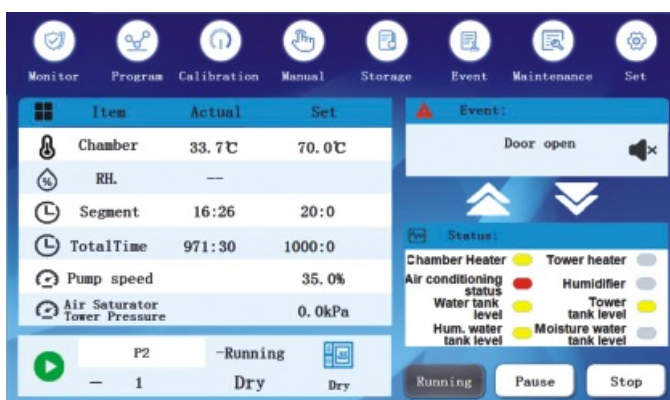 Monitor Program Calibration Manual Storage Event Maintenance Set
Item Actual Set
Chamber 33.7℃ 70.0℃
% RH. --
Segment 16:26 20:0
TotalTime 971:30 1000:0
Pump speed 35.0%
Air Saturator
Tower Pressure 0.0kPa
P2 -Running
- 1 Dry Dry
Event:
Door open
Status:
Chamber Heater Tower heater
Air conditioning
status Humidifier
Water tank
level Tower
tank level
Hum. water
tank level Moisture water
tank level
Running Pause Stop